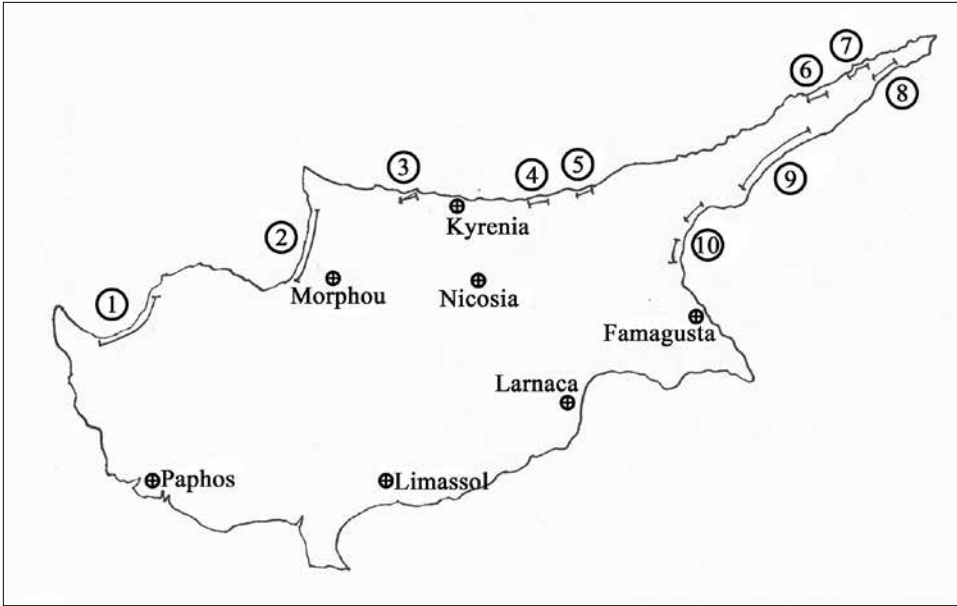 7
6
8
3
4
5
9
Kyrenia
2
10
Morphou
Nicosia
1
Famagusta
Larnaca
Paphos
Limassol